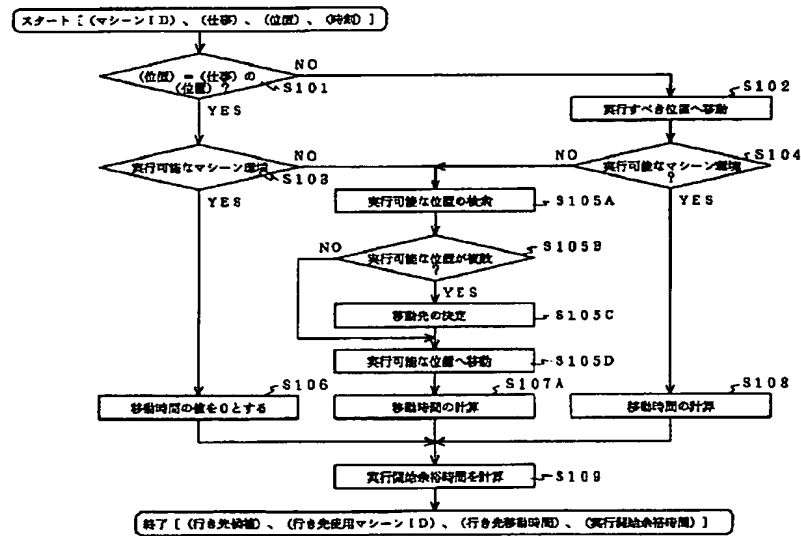 スタート [ (マシーンID)、(仕事)、(位置)、(時刻) ]
(位置) = (仕事) の
(位置) ?
NO
S101
YES
S102
実行すべき位置へ移動
実行可能なマシーン環境
S103
NO
YES
NO
実行可能なマシーン環境
?
S104
YES
実行可能な位置の検索
S105A
実行可能な位置が複数
?
S105B
NO
YES
移動先の決定
S105C
実行可能な位置へ移動
S105D
S106
移動時間の値を0とする
S107A
移動時間の計算
S108
移動時間の計算
実行開始余裕時間を計算
S109
終了 [ (行き先候補)、(行き先使用マシーンID)、(行き先移動時間)、(実行開始余裕時間) ]